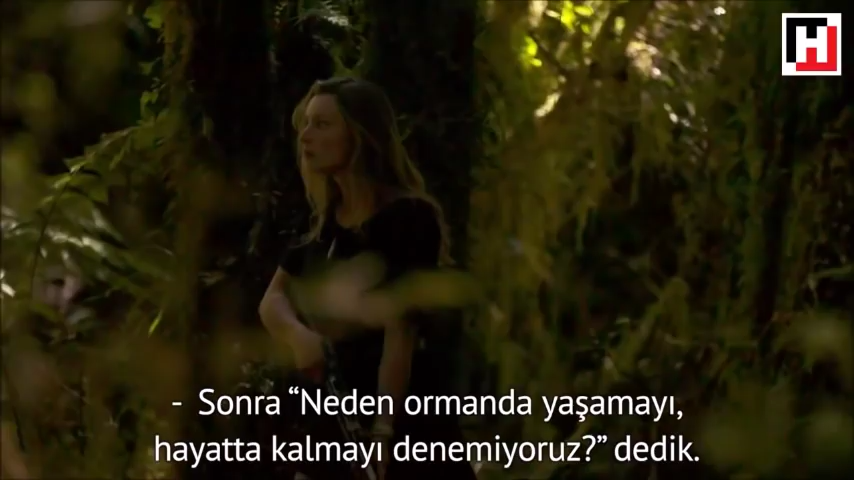 H
- Sonra “Neden ormanda yaşamayı,
hayatta kalmayı denemiyoruz?” dedik.